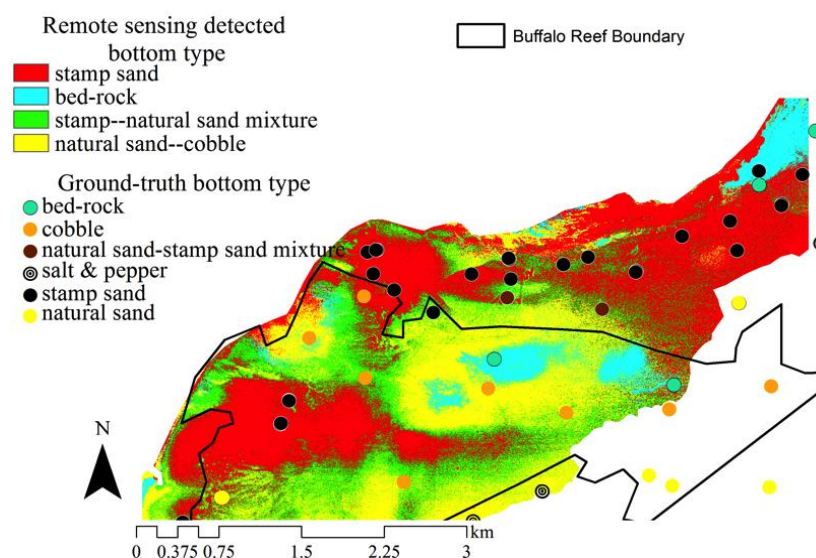 Remote sensing detected
bottom type
stamp sand
bed-rock
stamp--natural sand mixture
natural sand--cobble
Buffalo Reef Boundary
Ground-truth bottom type
bed-rock
cobble
natural sand-stamp sand mixture
salt & pepper
stamp sand
natural sand
N
km
0 0.375 0.75 1.5 2.25 3